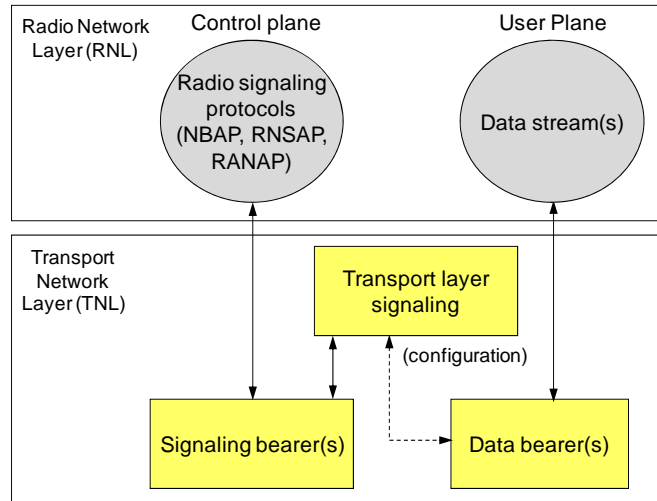 Radio Network
Layer (RNL)
Control plane
User Plane
Radio signaling
protocols
(NBAP, RNSAP,
RANAP)
Data stream(s)
Transport
Network
Layer (TNL)
Transport layer
signaling
(configuration)
Signaling bearer(s)
Data bearer(s)